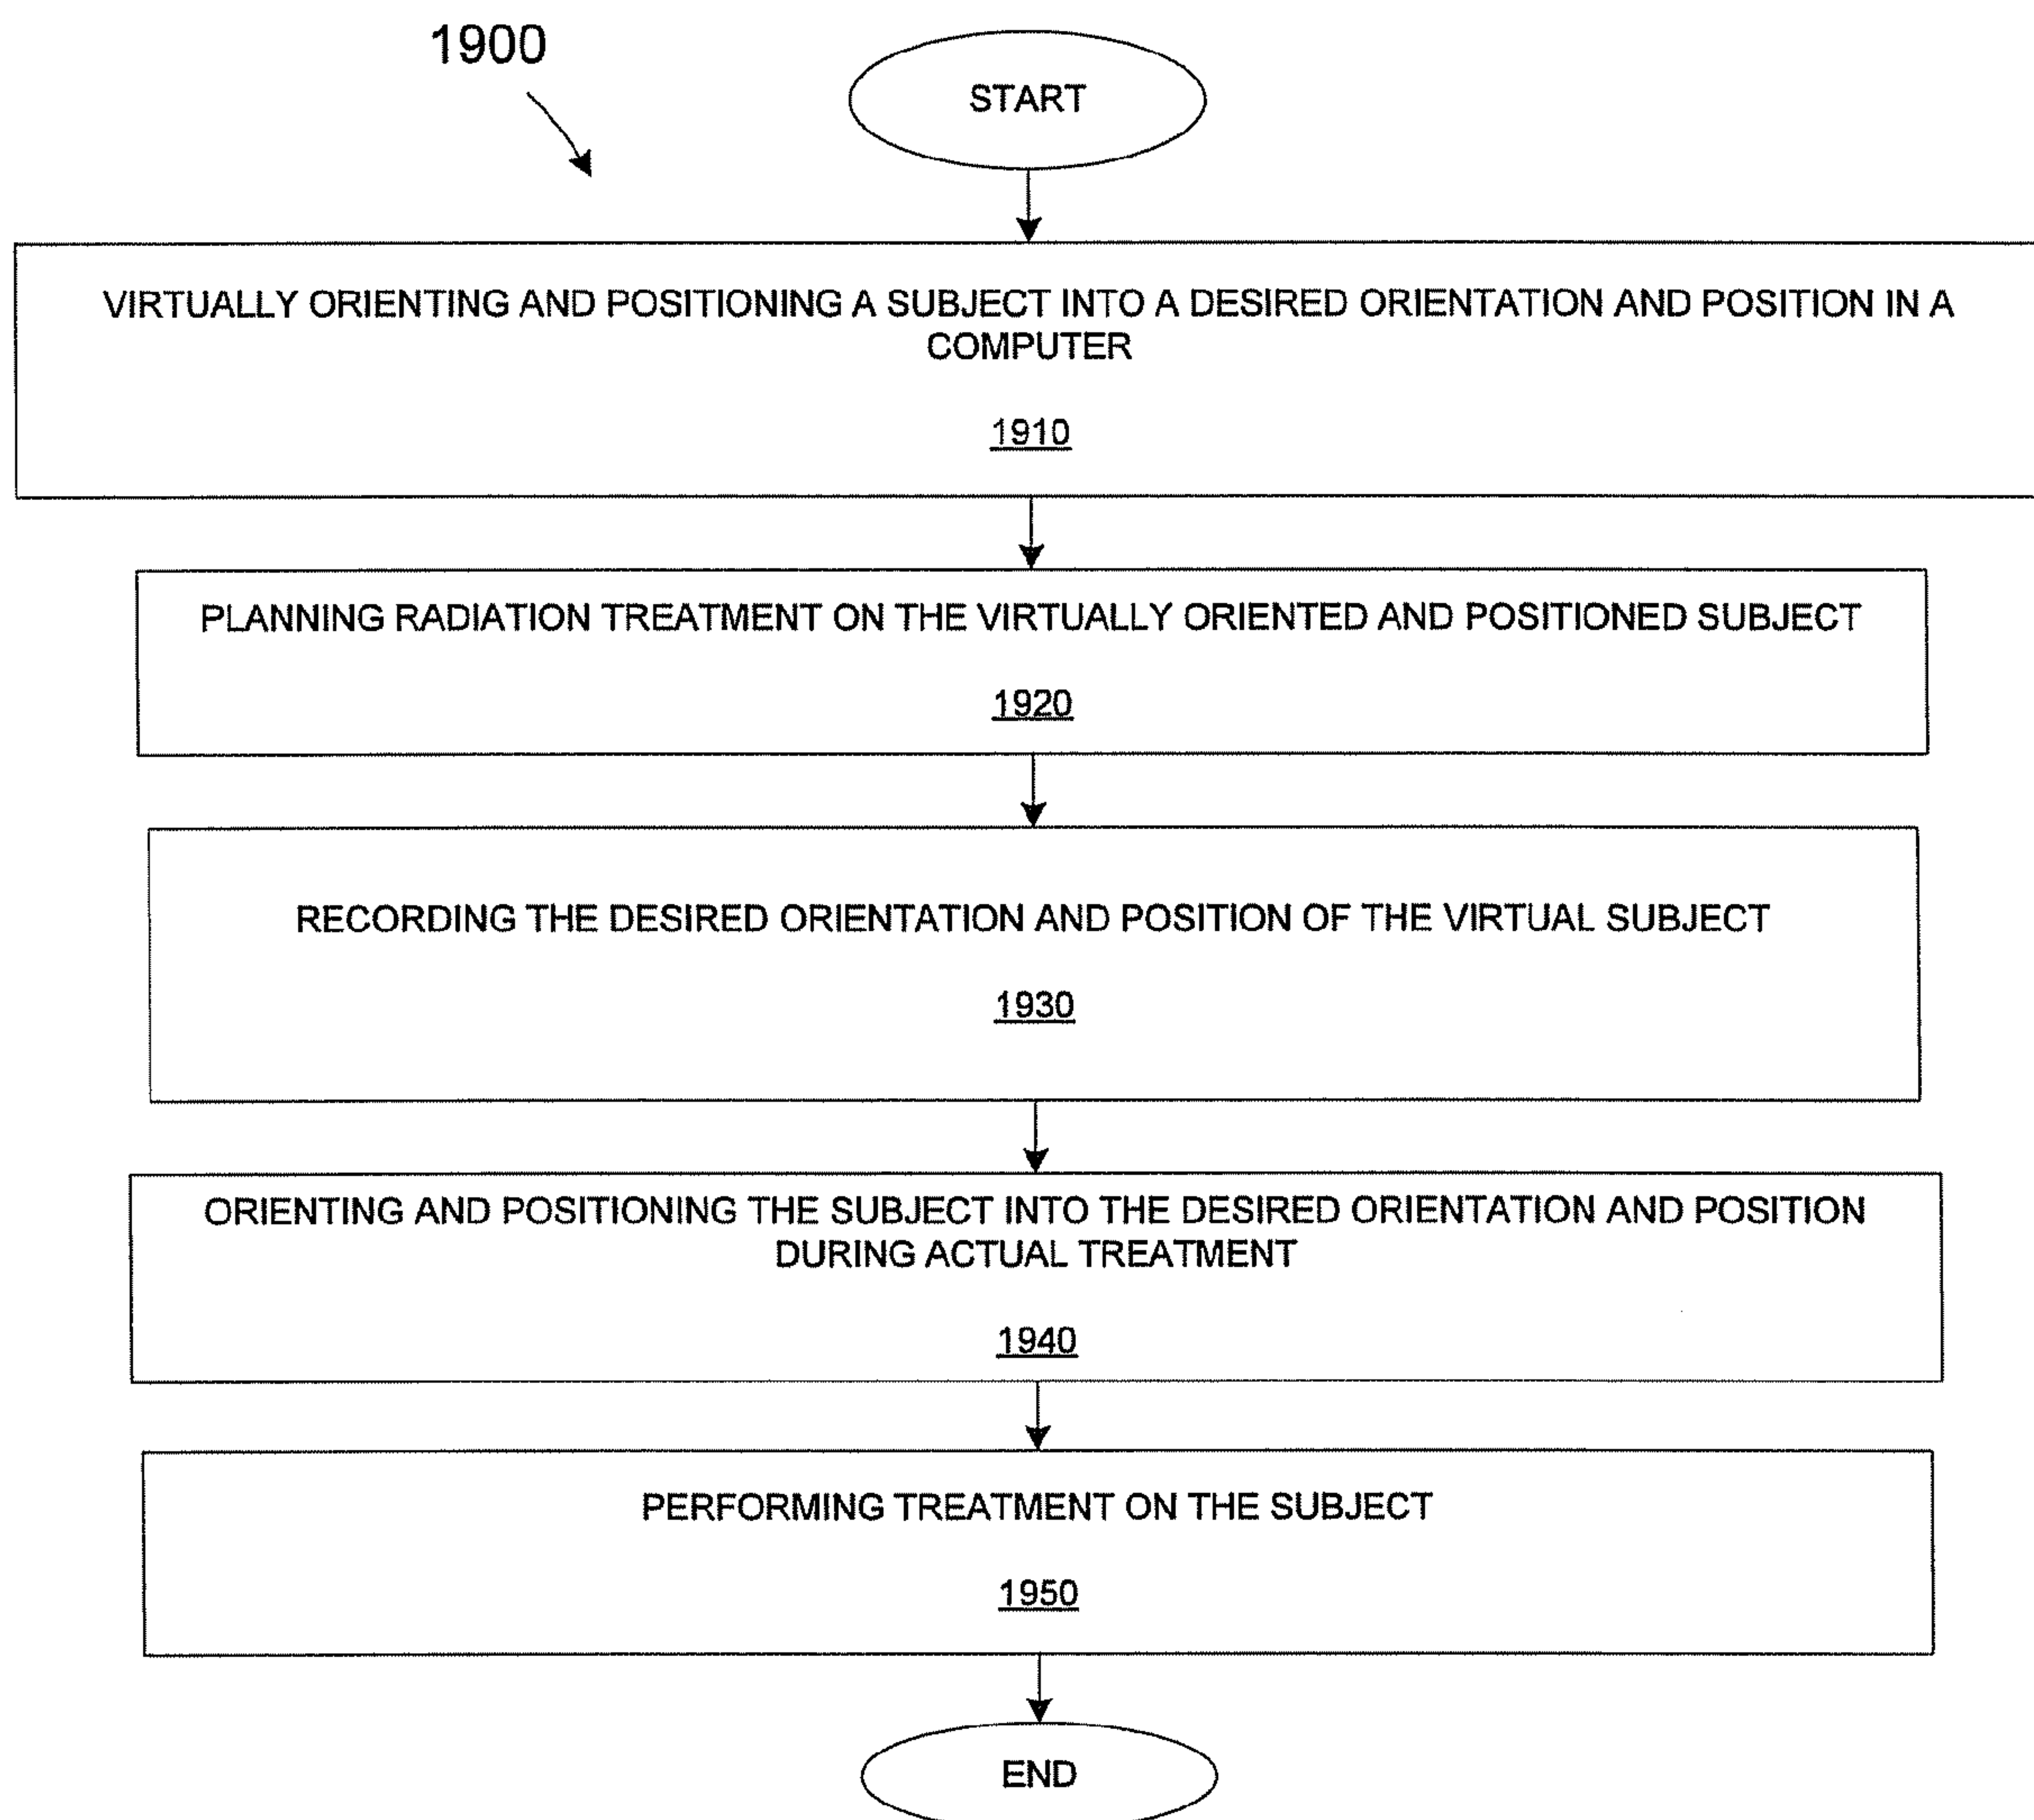 1900
START
VIRTUALLY ORIENTING AND POSITIONING A SUBJECT INTO A DESIRED ORIENTATION AND POSITION IN A
COMPUTER
1910
PLANNING RADIATION TREATMENT ON THE VIRTUALLY ORIENTED AND POSITIONED SUBJECT
1920
RECORDING THE DESIRED ORIENTATION AND POSITION OF THE VIRTUAL SUBJECT
1930
ORIENTING AND POSITIONING THE SUBJECT INTO THE DESIRED ORIENTATION AND POSITION
DURING ACTUAL TREATMENT
1940
PERFORMING TREATMENT ON THE SUBJECT
1950
END